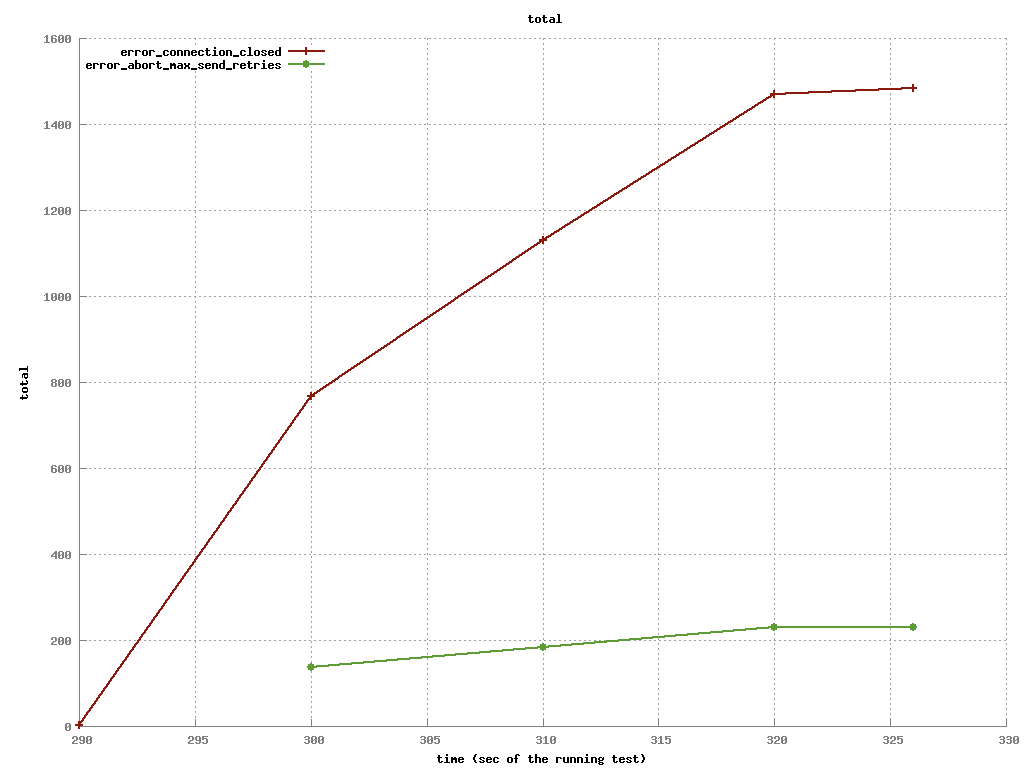 total
1600
error_connection_closed
error_abort_max_send_retries
1400
1200
1000
800
total
600
400
200
0
290 295 300 305 310 315 320 325 330
time (sec of the running test)